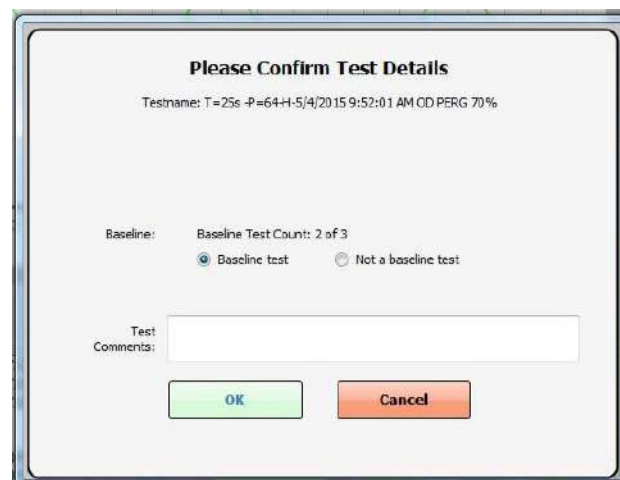 Please Confirm Test Details
Testname: T=25s -P=64-H-5/4/2015 9:52:01 AM OD PERG 70%
Baseline: Baseline Test Count: 2 of 3
Baseline test Not a baseline test
Test
Comments:
OK Cancel